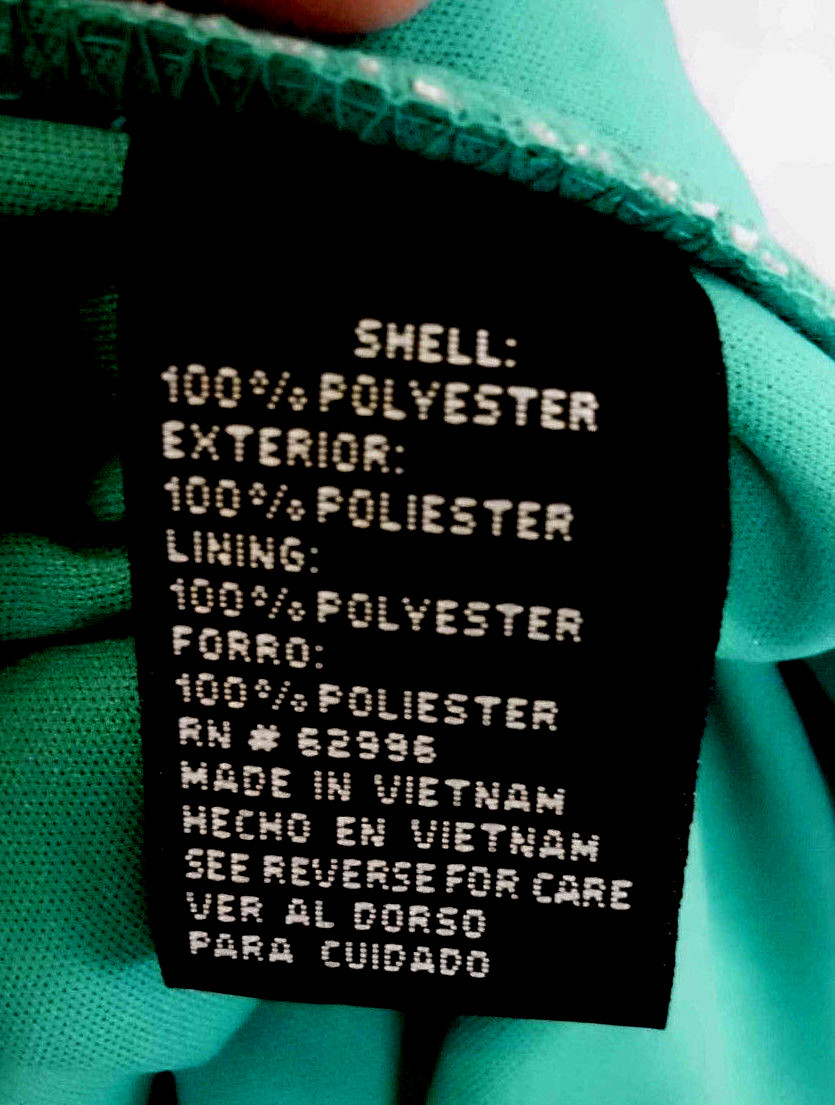 SHELL:
100% POLYESTER
EXTERIOR:
100% POLIESTER
LINING:
100% POLYESTER
FORRO:
100% POLIESTER
RN # 62996
MADE IN VIETNAM
HECHO EN VIETNAM
SEE REVERSE FOR CARE
VER AL DORSO
PARA CUIDADO